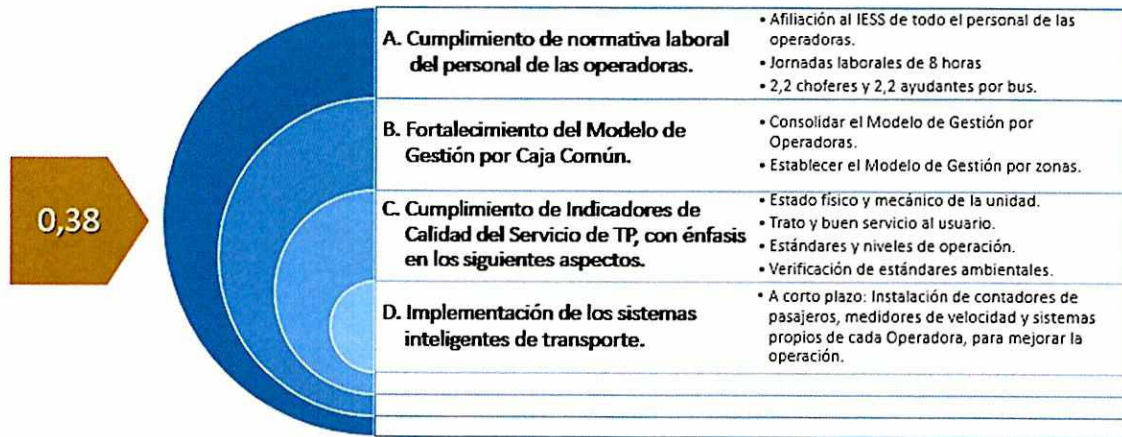 0,38
A. Cumplimiento de normativa laboral
del personal de las operadoras.
• Afiliación al IESS de todo el personal de las
operadoras.
• Jornadas laborales de 8 horas
• 2,2 choferes y 2,2 ayudantes por bus.
B. Fortalecimiento del Modelo de
Gestión por Caja Común.
• Consolidar el Modelo de Gestión por
Operadoras.
• Establecer el Modelo de Gestión por zonas.
C. Cumplimiento de Indicadores de
Calidad del Servicio de TP, con énfasis
en los siguientes aspectos.
• Estado físico y mecánico de la unidad.
• Trato y buen servicio al usuario.
• Estándares y niveles de operación.
• Verificación de estándares ambientales.
D. Implementación de los sistemas
inteligentes de transporte.
• A corto plazo: Instalación de contadores de
pasajeros, medidores de velocidad y sistemas
propios de cada Operadora, para mejorar la
operación.